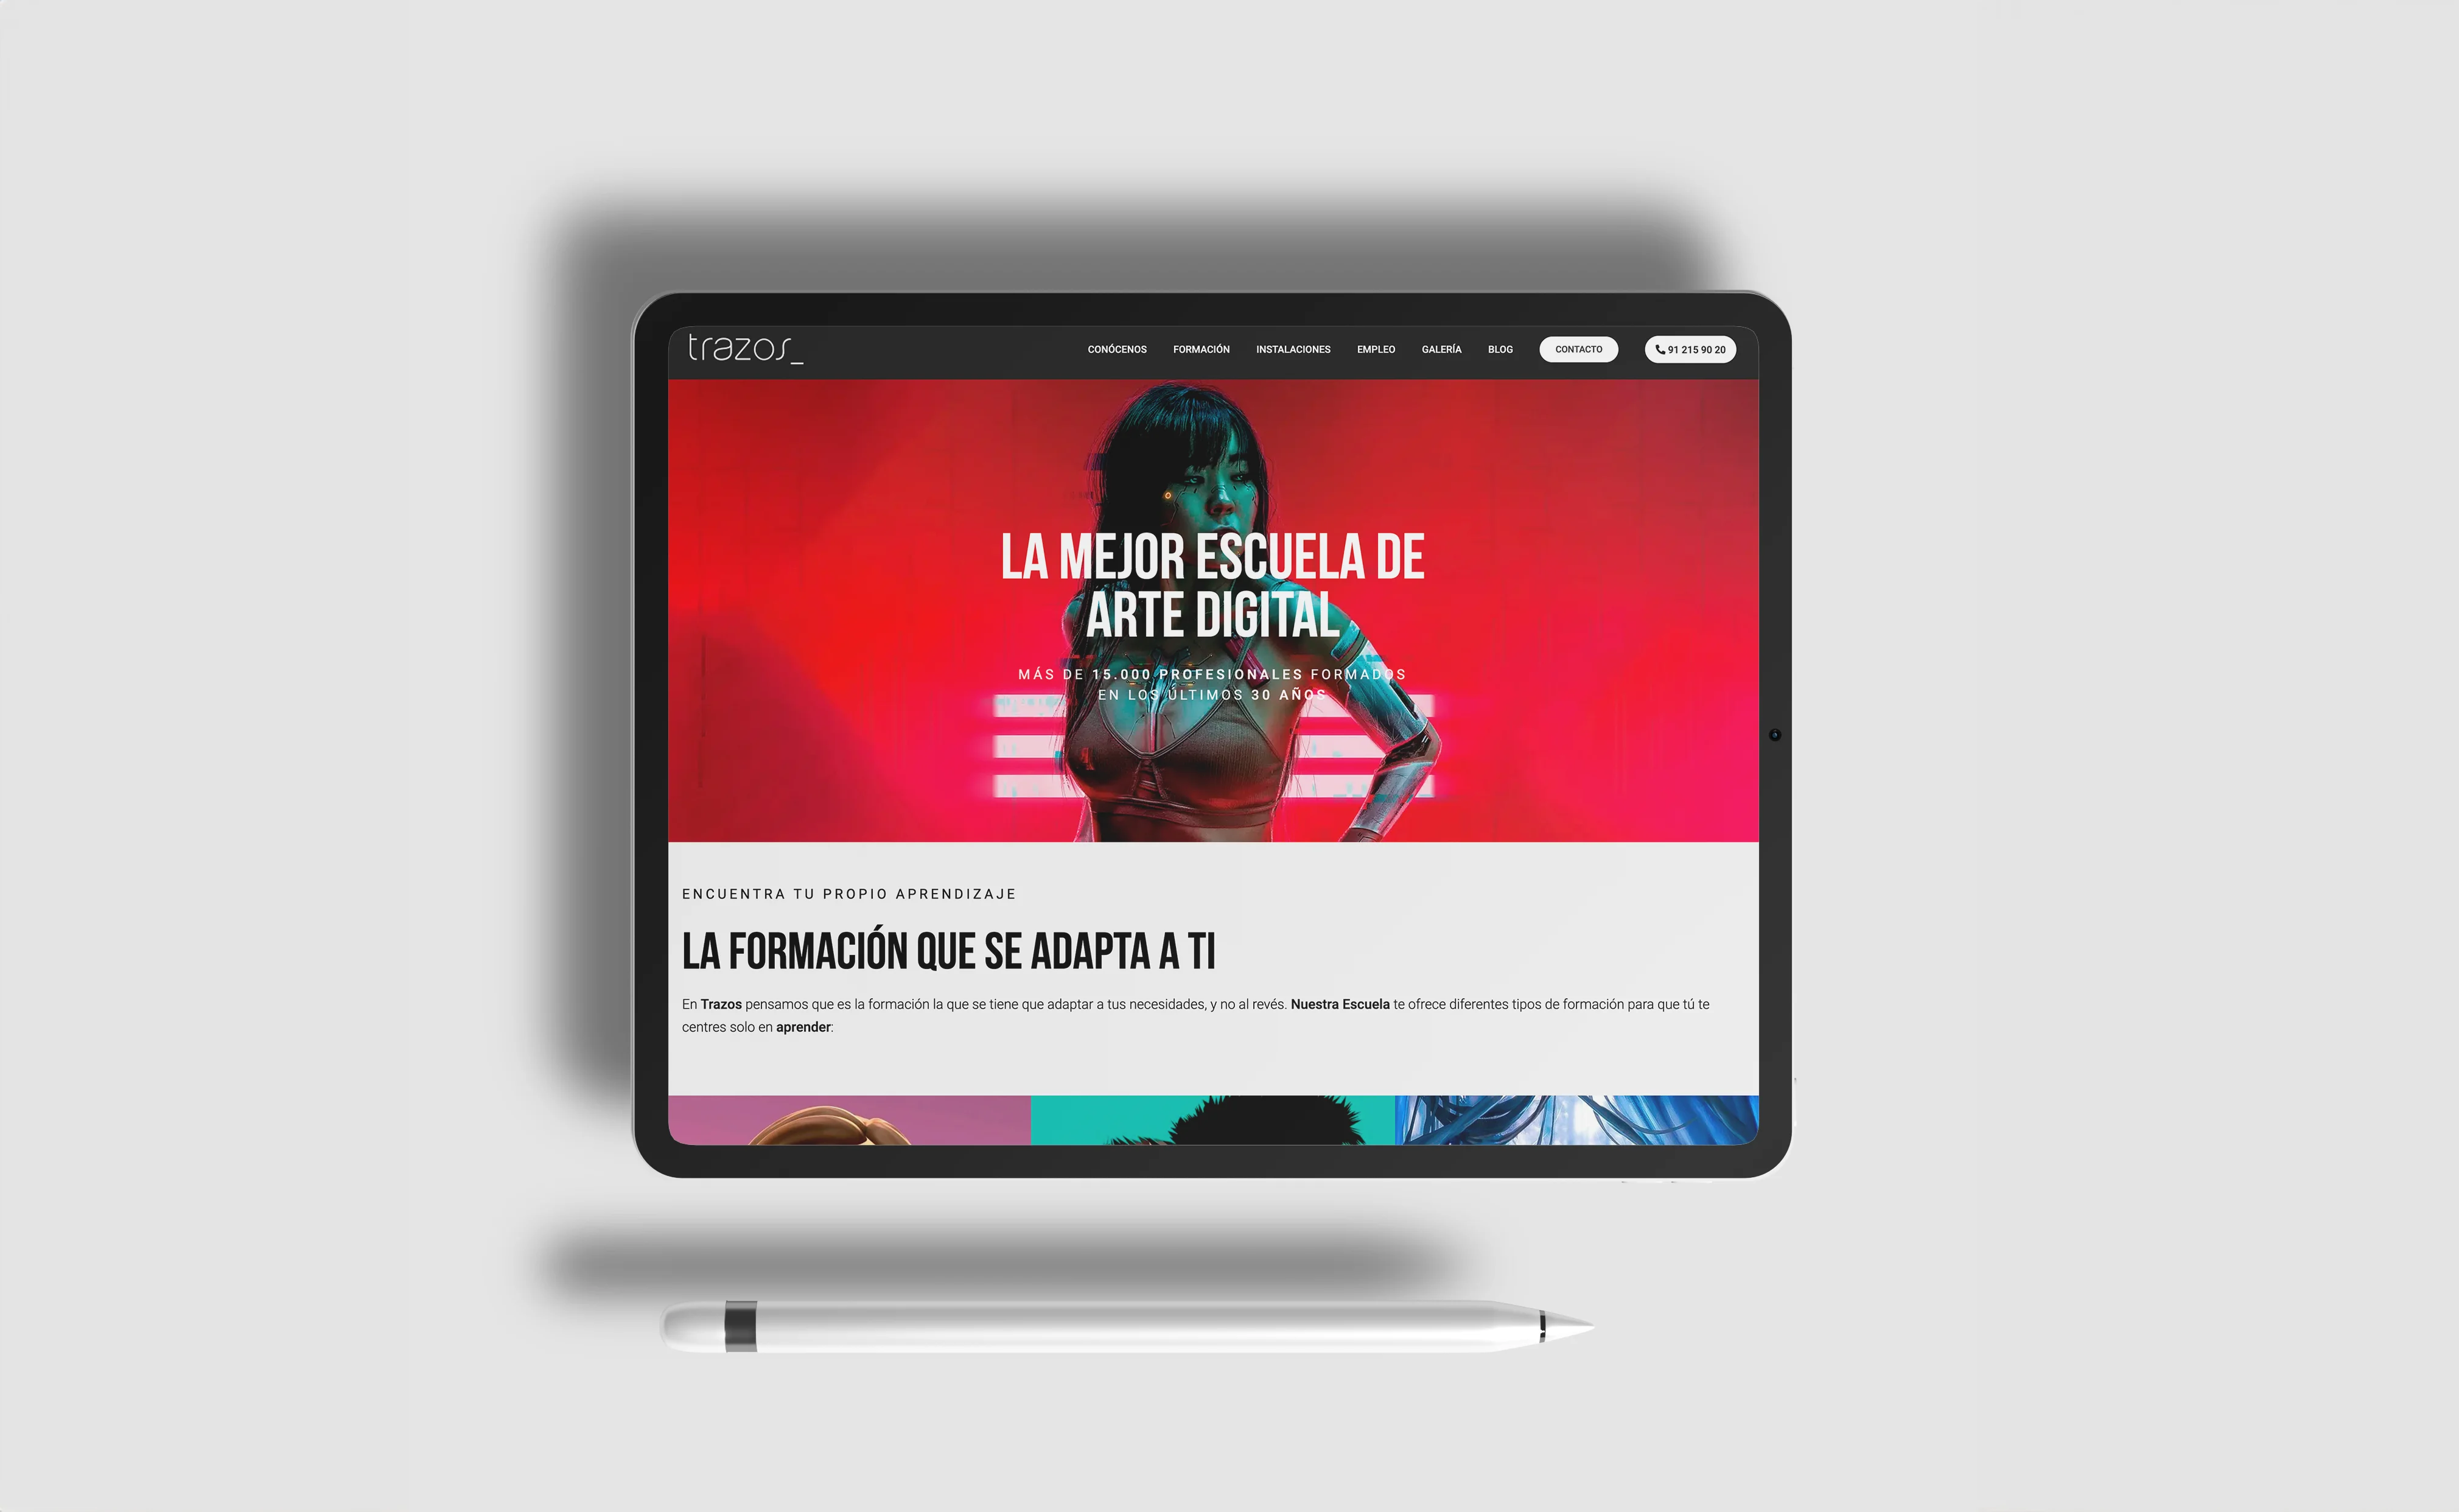 trazos_
CONÓCENOS FORMACIÓN INSTALACIONES EMPLEO GALERÍA BLOG CONTACTO 91 215 90 20
LA MEJOR ESCUELA DE
ARTE DIGITAL
MÁS DE 15.000 PROFESIONALES FORMADOS
EN LOS ÚLTIMOS 30 AÑOS
ENCUENTRA TU PROPIO APRENDIZAJE
LA FORMACIÓN QUE SE ADAPTA A TI
En Trazos pensamos que es la formación la que se tiene que adaptar a tus necesidades, y no al revés. Nuestra Escuela te ofrece diferentes tipos de formación para que tú te
centres solo en aprender: